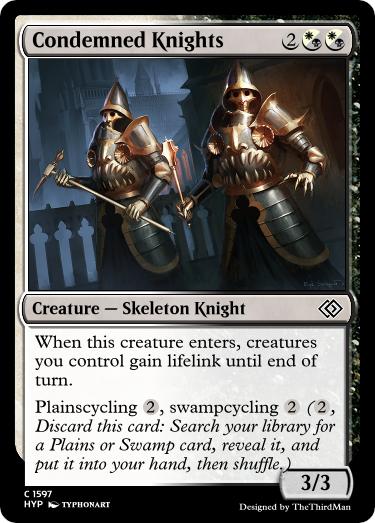 Condemned Knights 2
Creature — Skeleton Knight
When this creature enters, creatures
you control gain lifelink until end of
turn.
Plainscycling 2, swampcycling 2 (2,
Discard this card: Search your library for
a Plains or Swamp card, reveal it, and
put it into your hand, then shuffle.)
3/3
C 1597
HYP TYPHONART
Designed by TheThirdMan